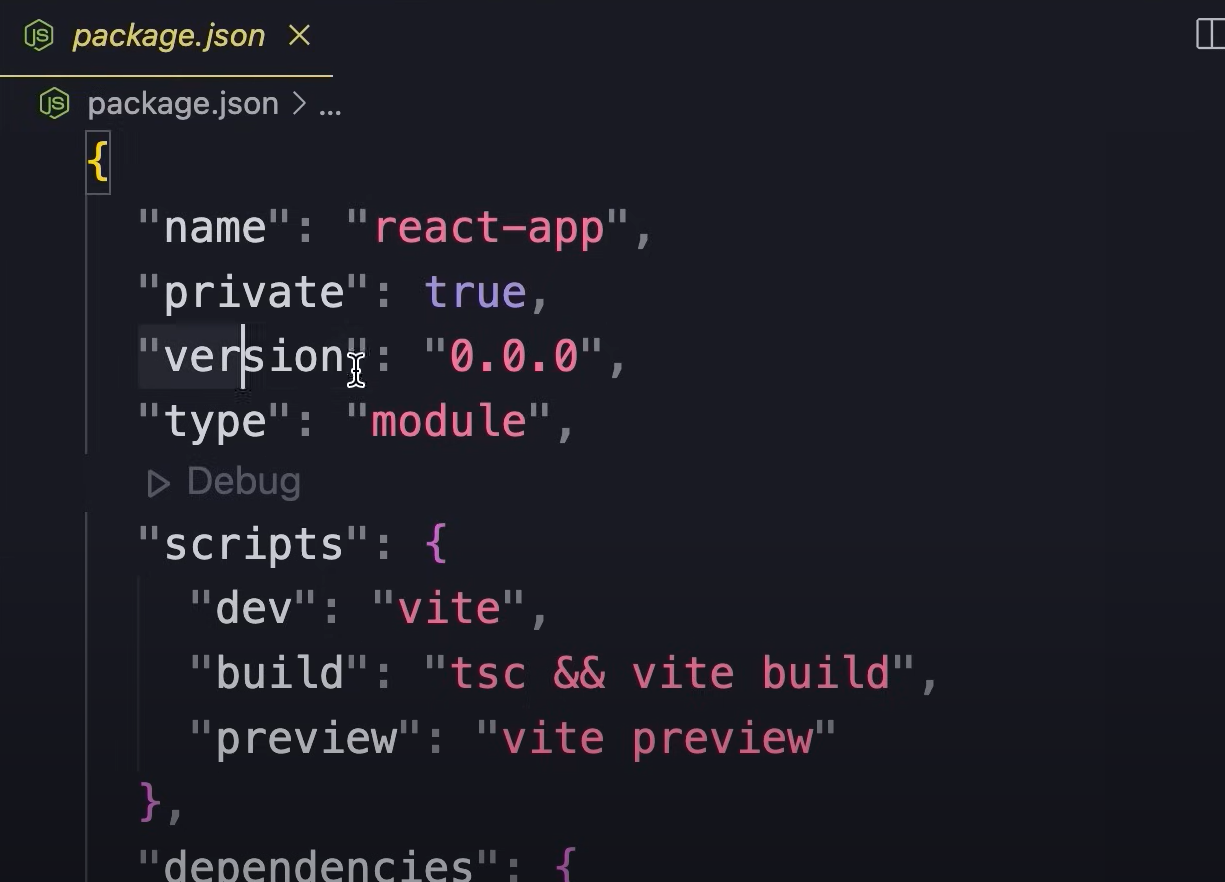 package.json
package.json > ...
{
"name": "react-app",
"private": true,
"version": "0.0.0",
"type": "module",
Debug
"scripts": {
"dev": "vite",
"build": "tsc && vite build",
"preview": "vite preview"
},
"dependencies": {